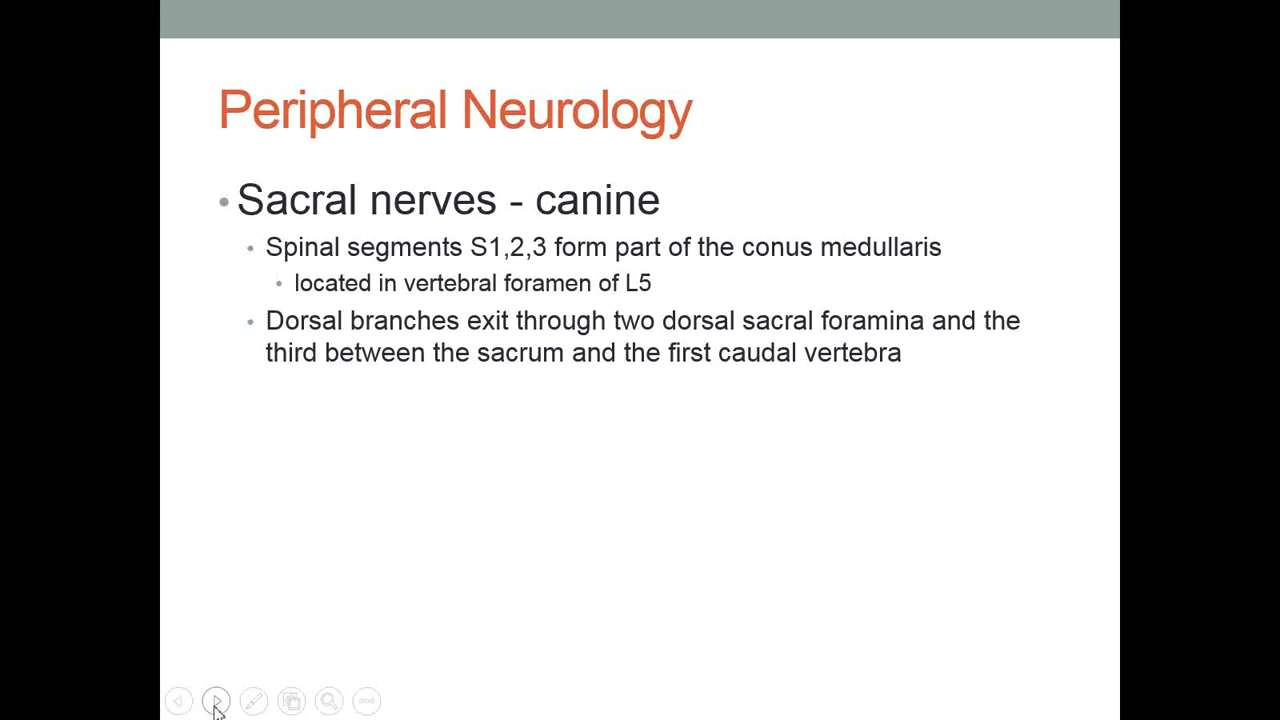 Peripheral Neurology
• Sacral nerves - canine
• Spinal segments S1,2,3 form part of the conus medullaris
• located in vertebral foramen of L5
• Dorsal branches exit through two dorsal sacral foramina and the
third between the sacrum and the first caudal vertebra